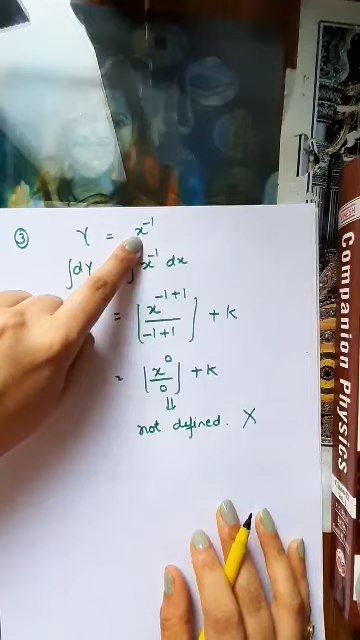 ③ Y = x⁻¹
∫dY ∫x⁻¹ dx
= [x⁻¹⁺¹/-1+1] + k
= [x⁰/0] + k
⇓
not defined. X
COMPANION PHYSICS